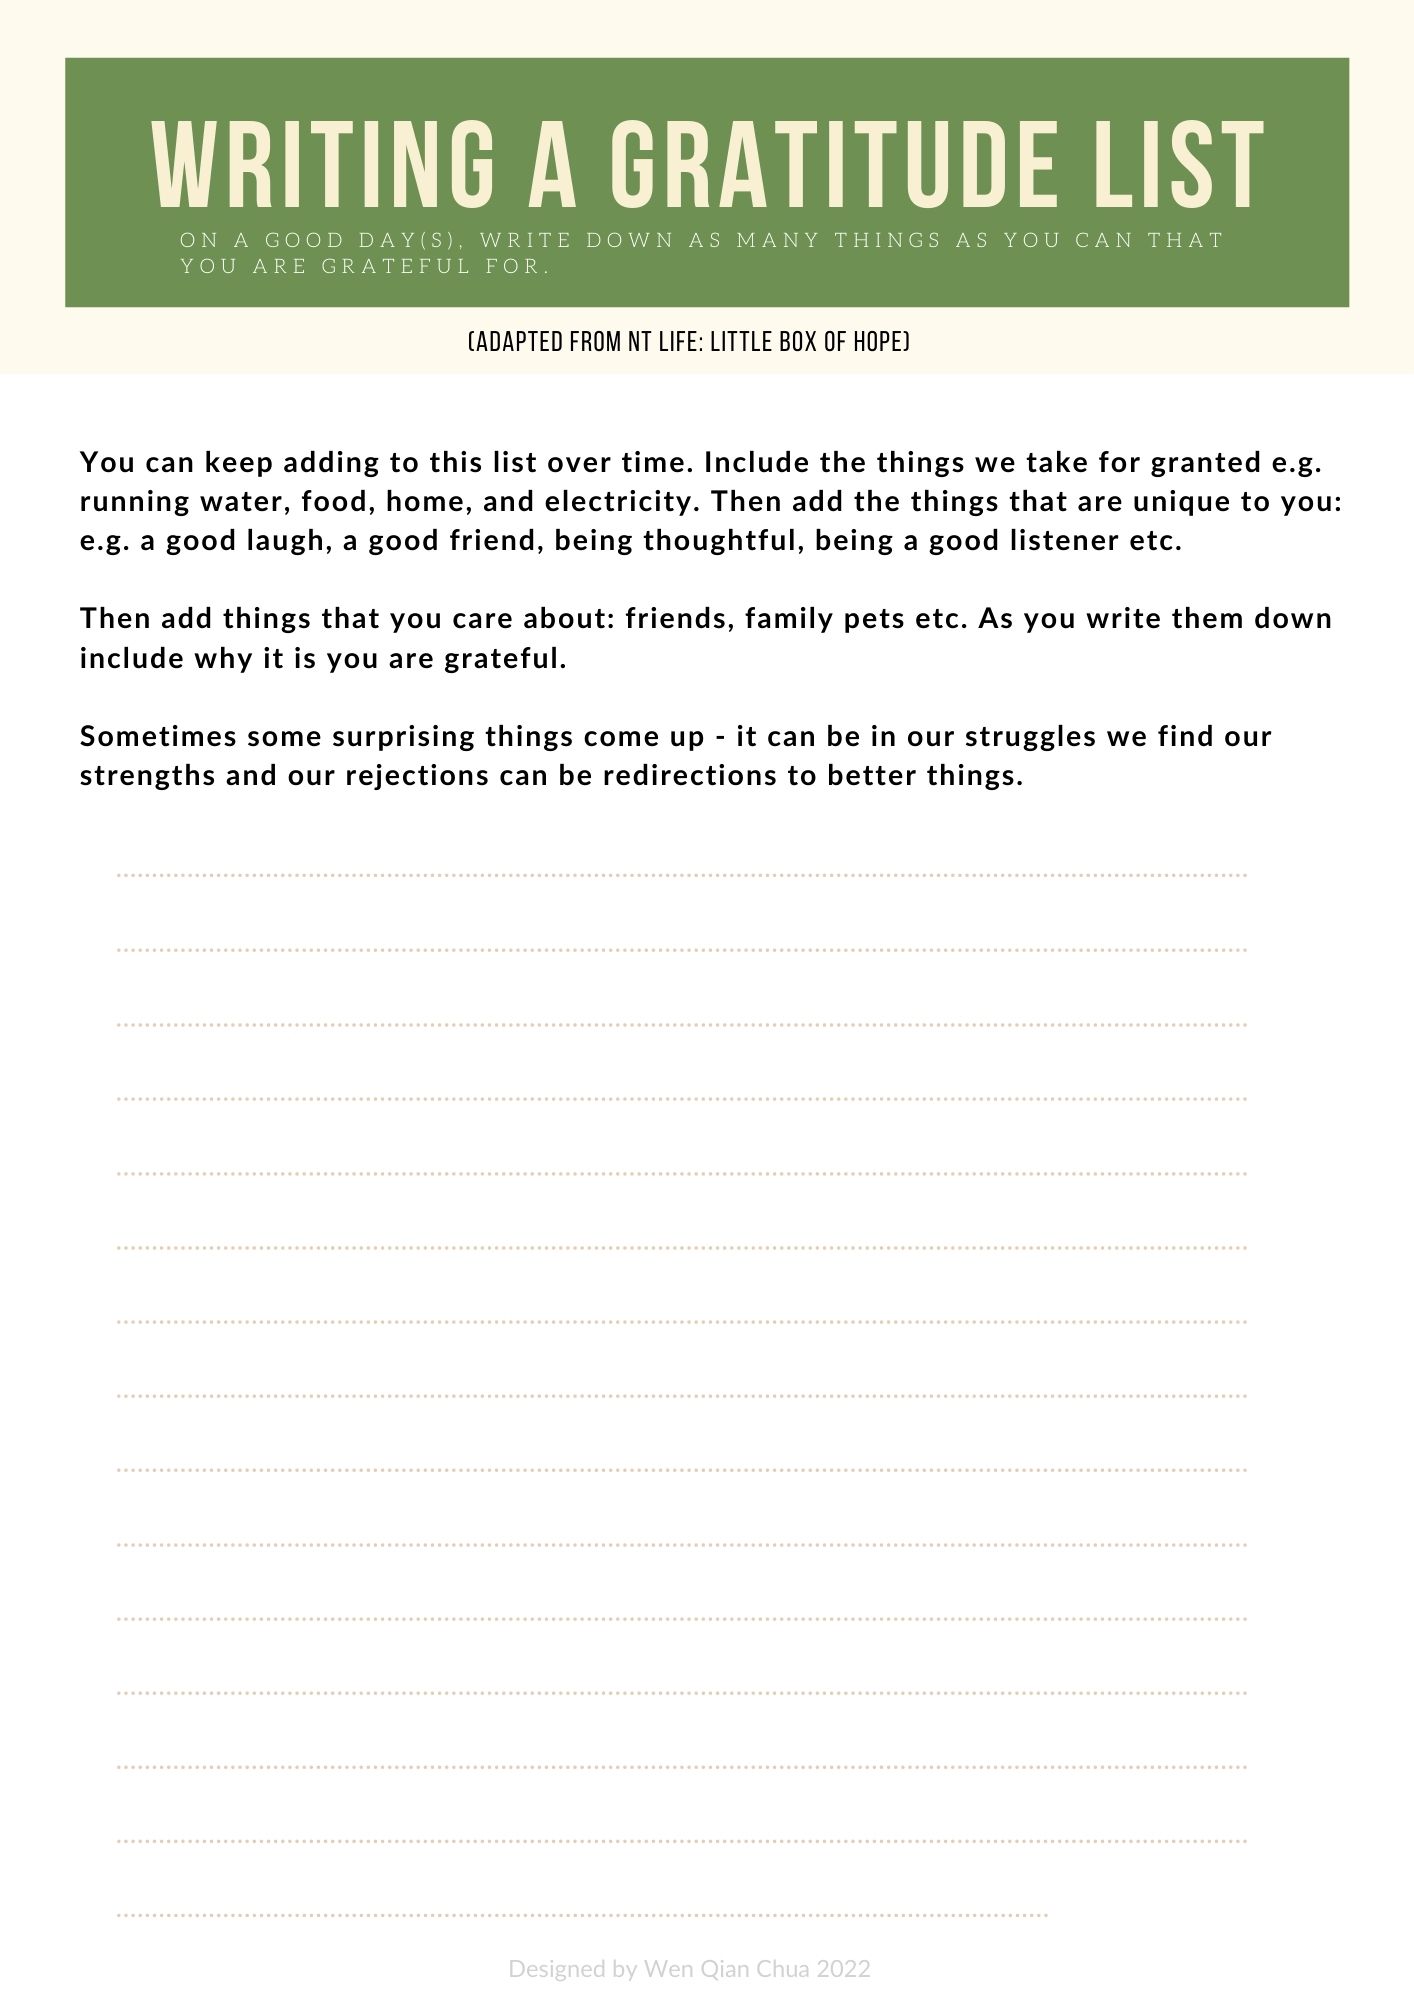 WRITING A GRATITUDE LIST
ON A GOOD DAY(S), WRITE DOWN AS MANY THINGS AS YOU CAN THAT
YOU ARE GRATEFUL FOR.
(ADAPTED FROM NT LIFE: LITTLE BOX OF HOPE)
You can keep adding to this list over time. Include the things we take for granted e.g.
running water, food, home, and electricity. Then add the things that are unique to you:
e.g. a good laugh, a good friend, being thoughtful, being a good listener etc.
Then add things that you care about: friends, family pets etc. As you write them down
include why it is you are grateful.
Sometimes some surprising things come up - it can be in our struggles we find our
strengths and our rejections can be redirections to better things.
Designed by Wen Qian Chua 2022